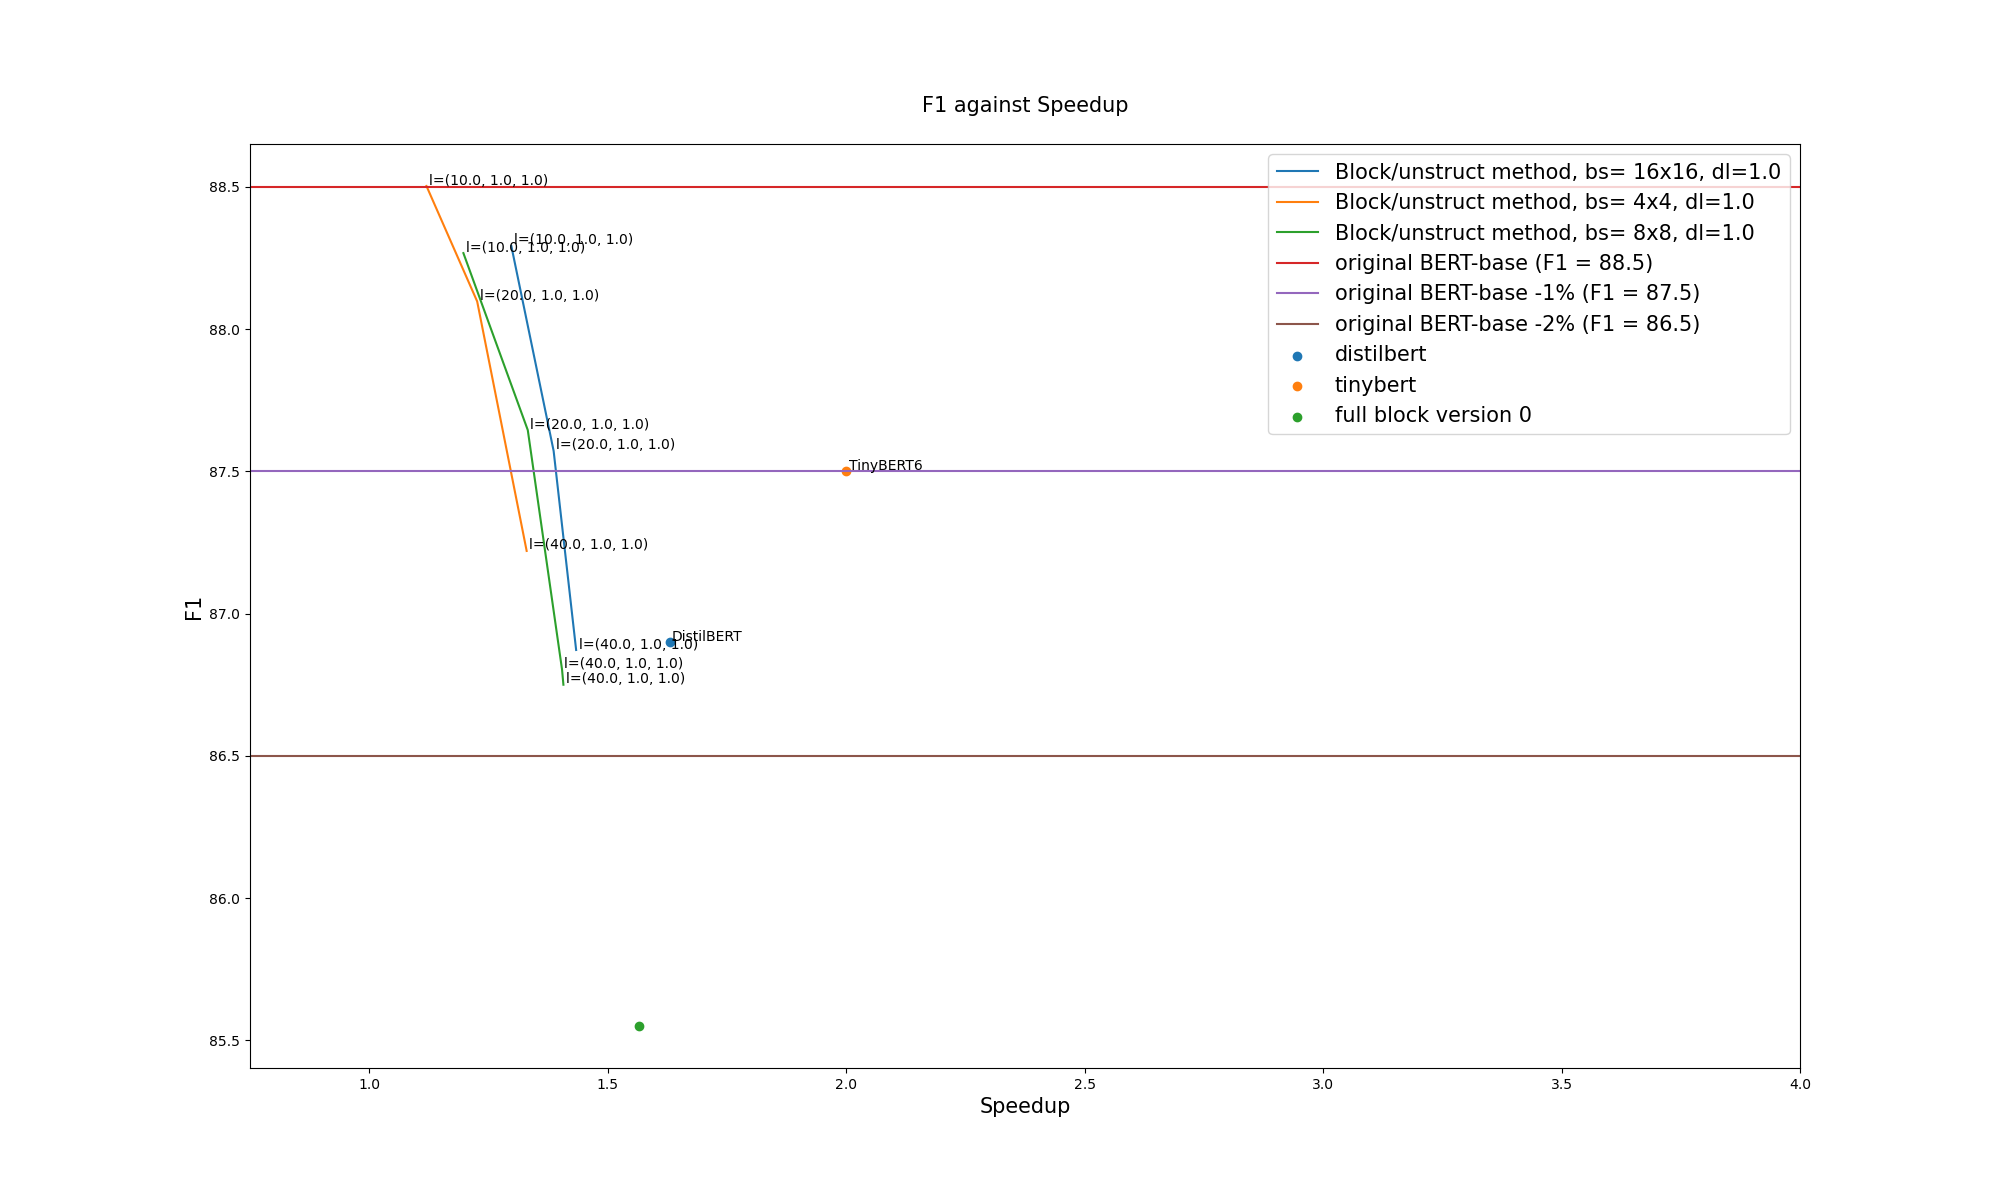 F1 against Speedup
Block/unstruct method, bs= 16x16, dl=1.0
Block/unstruct method, bs= 4x4, dl=1.0
Block/unstruct method, bs= 8x8, dl=1.0
original BERT-base (F1 = 88.5)
original BERT-base -1% (F1 = 87.5)
original BERT-base -2% (F1 = 86.5)
distilbert
tinybert
full block version 0
l=(10.0, 1.0, 1.0)
l=(10.0, 1.0, 1.0)
l=(10.0, 1.0, 1.0)
l=(20.0, 1.0, 1.0)
l=(20.0, 1.0, 1.0)
l=(20.0, 1.0, 1.0)
TinyBERT6
l=(40.0, 1.0, 1.0)
DistilBERT
l=(40.0, 1.0, 1.0)
l=(40.0, 1.0, 1.0)
l=(40.0, 1.0, 1.0)
F1
88.5
88.0
87.5
87.0
86.5
86.0
85.5
1.0
1.5
2.0
2.5
3.0
3.5
4.0
Speedup